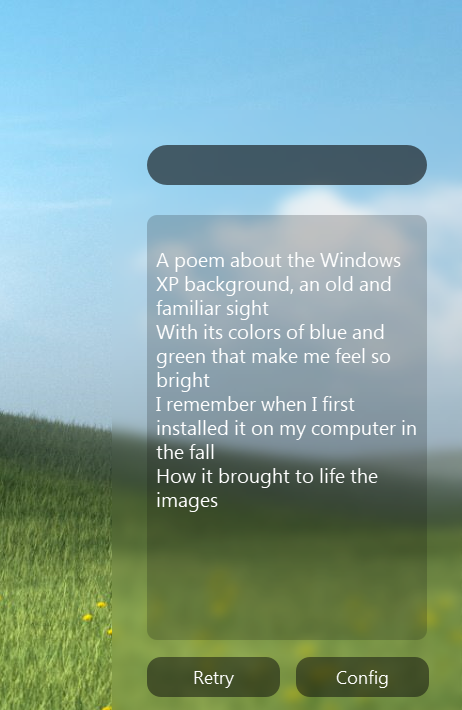 A poem about the Windows
XP background, an old and
familiar sight
With its colors of blue and
green that make me feel so
bright
I remember when I first
installed it on my computer in
the fall
How it brought to life the
images
Retry
Config